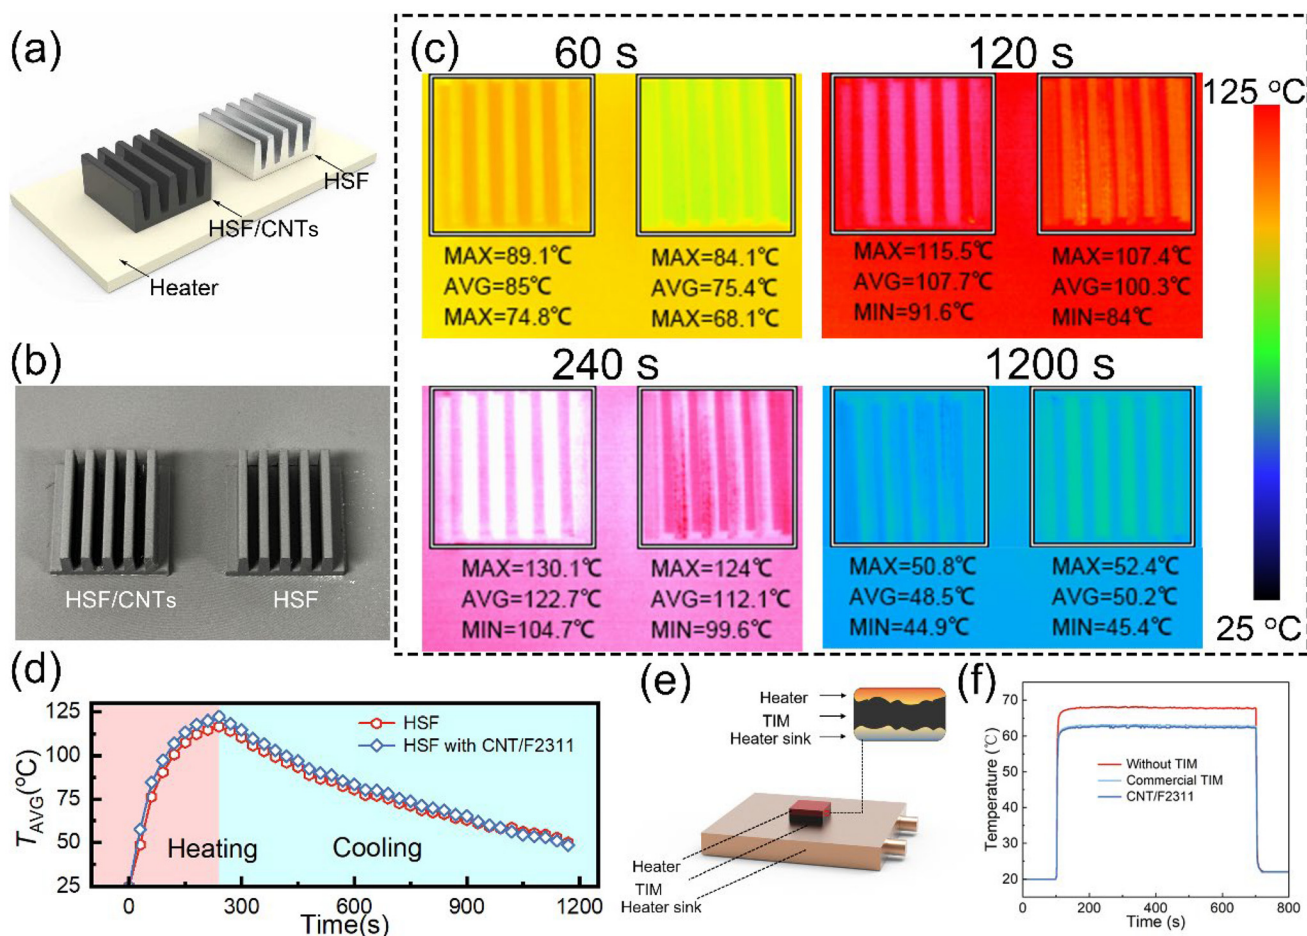 (a)
HSF
HSF/CNTs
Heater
(b)
HSF/CNTs
HSF
(c)
60 s
MAX=89.1℃
AVG=85℃
MAX=74.8℃
MAX=84.1℃
AVG=75.4℃
MAX=68.1℃
120 s
MAX=115.5℃
AVG=107.7℃
MIN=91.6℃
MAX=107.4℃
AVG=100.3℃
MIN=84℃
240 s
MAX=130.1℃
AVG=122.7℃
MIN=104.7℃
MAX=124℃
AVG=112.1℃
MIN=99.6℃
1200 s
MAX=50.8℃
AVG=48.5℃
MIN=44.9℃
MAX=52.4℃
AVG=50.2℃
MIN=45.4℃
125 °C
25 °C
(d)
125
100
75
50
25
T_AVG(°C)
HSF
HSF with CNT/F2311
Heating
Cooling
0
300
600
900
1200
Time(s)
(e)
Heater
TIM
Heater sink
Heater
TIM
Heater sink
(f)
70
60
50
40
30
20
Temperature (℃)
Without TIM
Commercial TIM
CNT/F2311
0
200
400
600
800
Time (s)